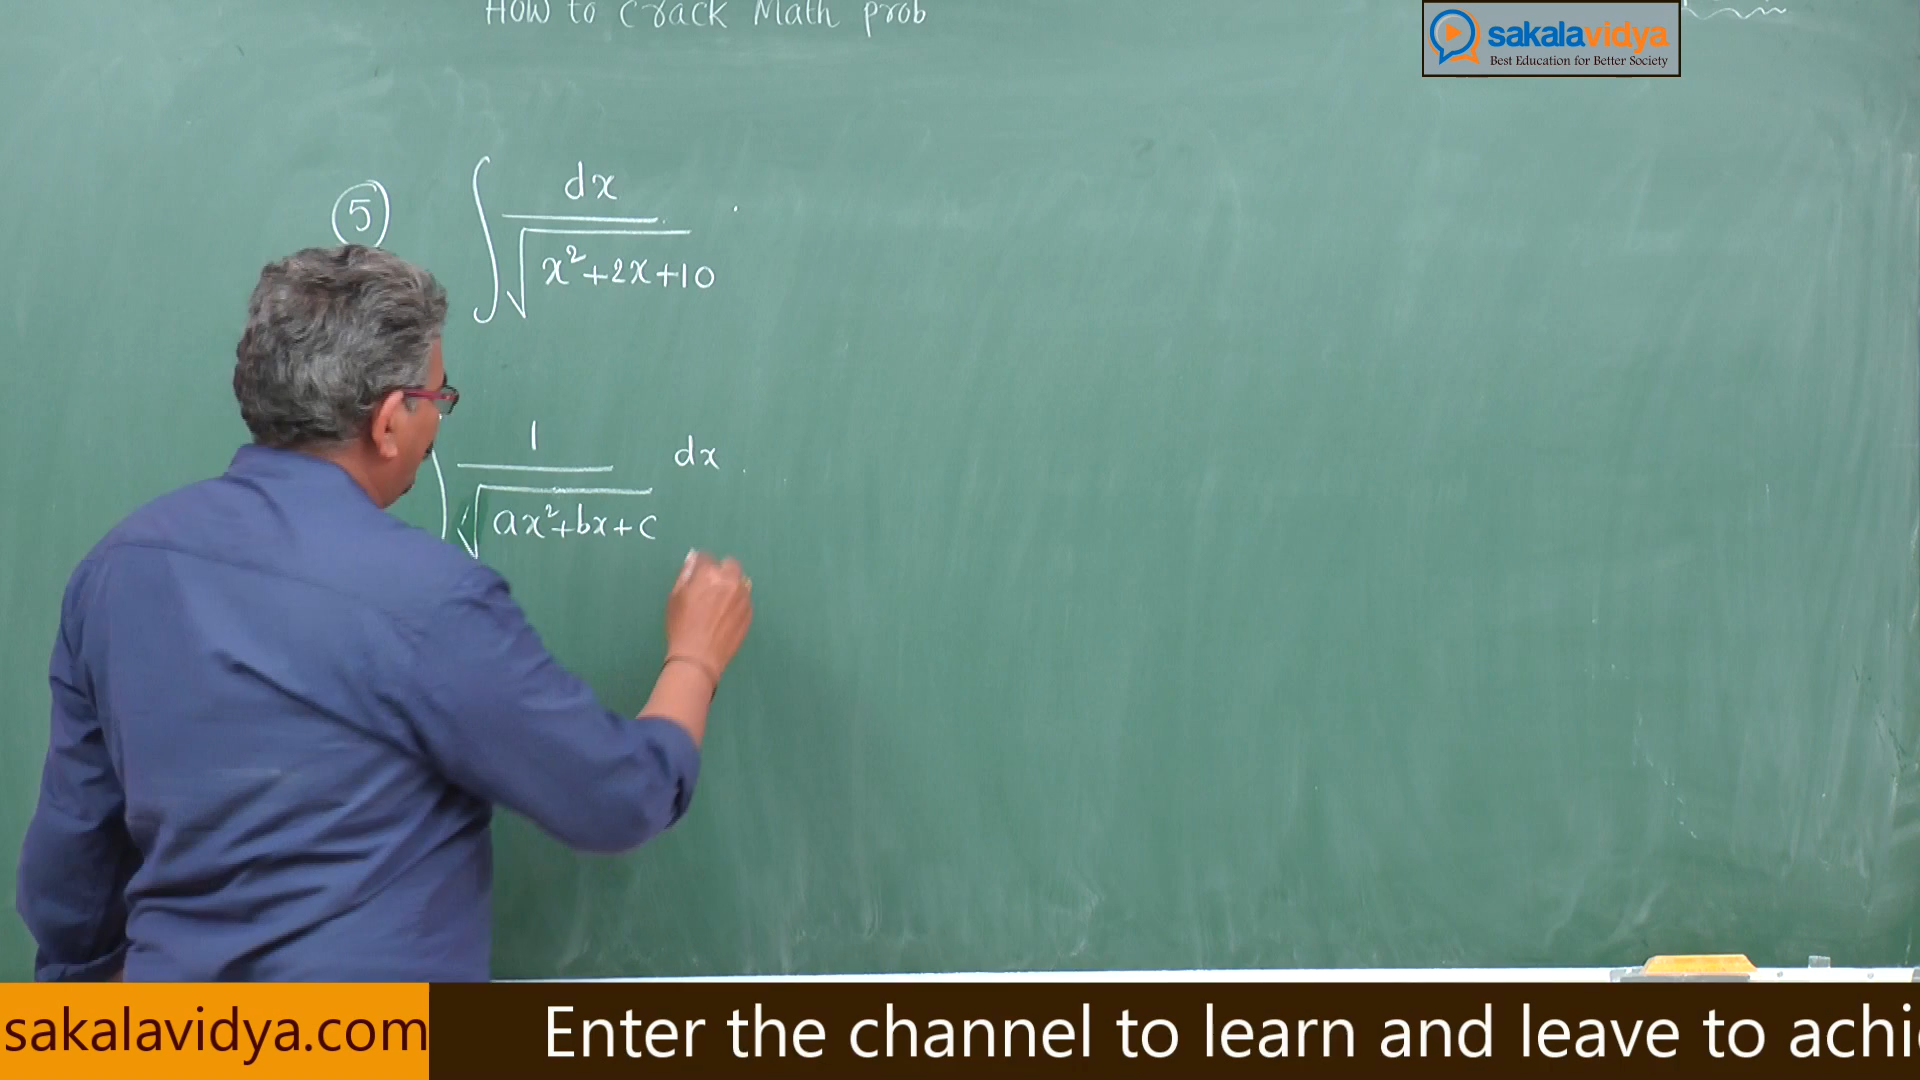 How to crack Math prob
sakalavidya
Best Education for Better Society
5 ∫ dx / √(x²+2x+10)
∫ 1 / √(ax²+bx+c) dx
sakalavidya.com
Enter the channel to learn and leave to achi